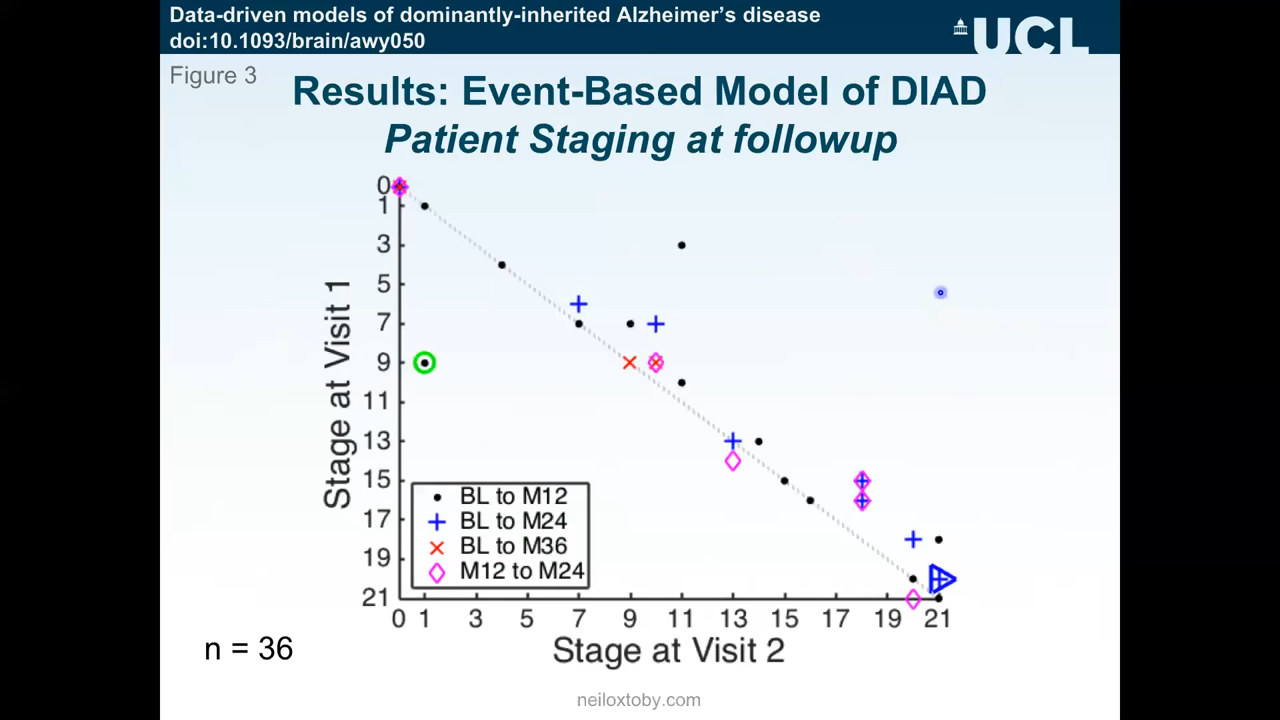 Data-driven models of dominantly-inherited Alzheimer's disease
doi:10.1093/brain/awy050
UCL
Figure 3
Results: Event-Based Model of DIAD
Patient Staging at followup
Stage at Visit 1
0
1
3
5
7
9
11
13
15
17
19
21
BL to M12
BL to M24
BL to M36
M12 to M24
0 1 3 5 7 9 11 13 15 17 19 21
Stage at Visit 2
n = 36
neiloxtoby.com